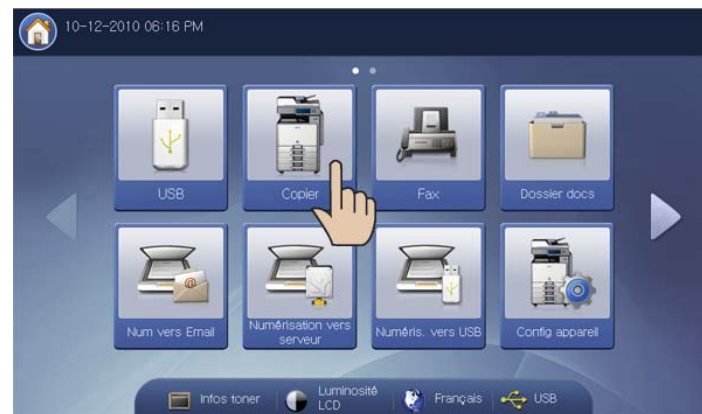 10-12-2010 06:16 PM
USB
Copier
Fax
Dossier docs
Num vers Email
Numérisation vers
serveur
Numéris. vers USB
Config appareil
Infos toner
Luminosité
LCD
Français
USB